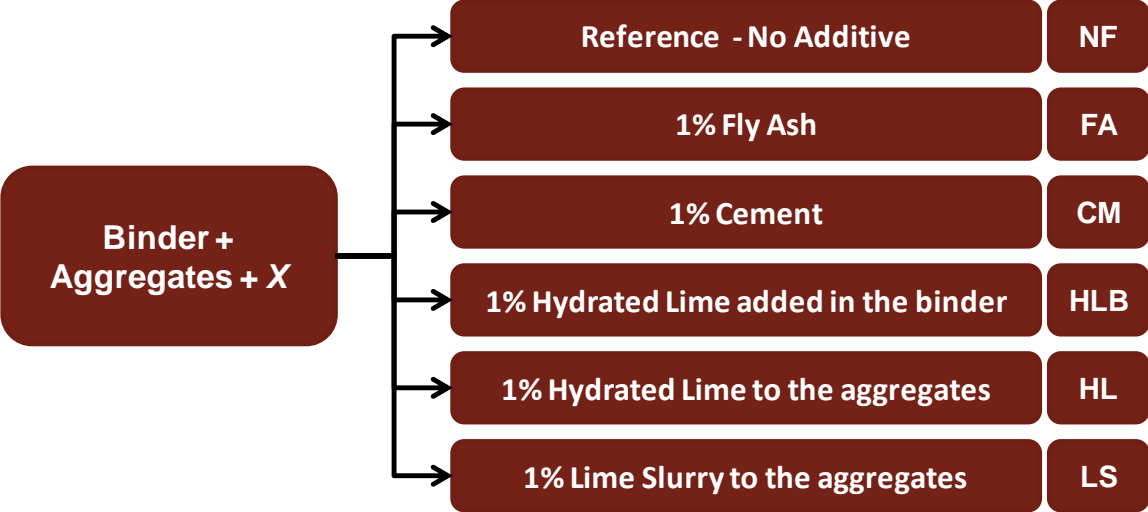 Reference - No Additive
NF
1% Fly Ash
FA
1% Cement
CM
Binder +
Aggregates + X
1% Hydrated Lime added in the binder
HLB
1% Hydrated Lime to the aggregates
HL
1% Lime Slurry to the aggregates
LS